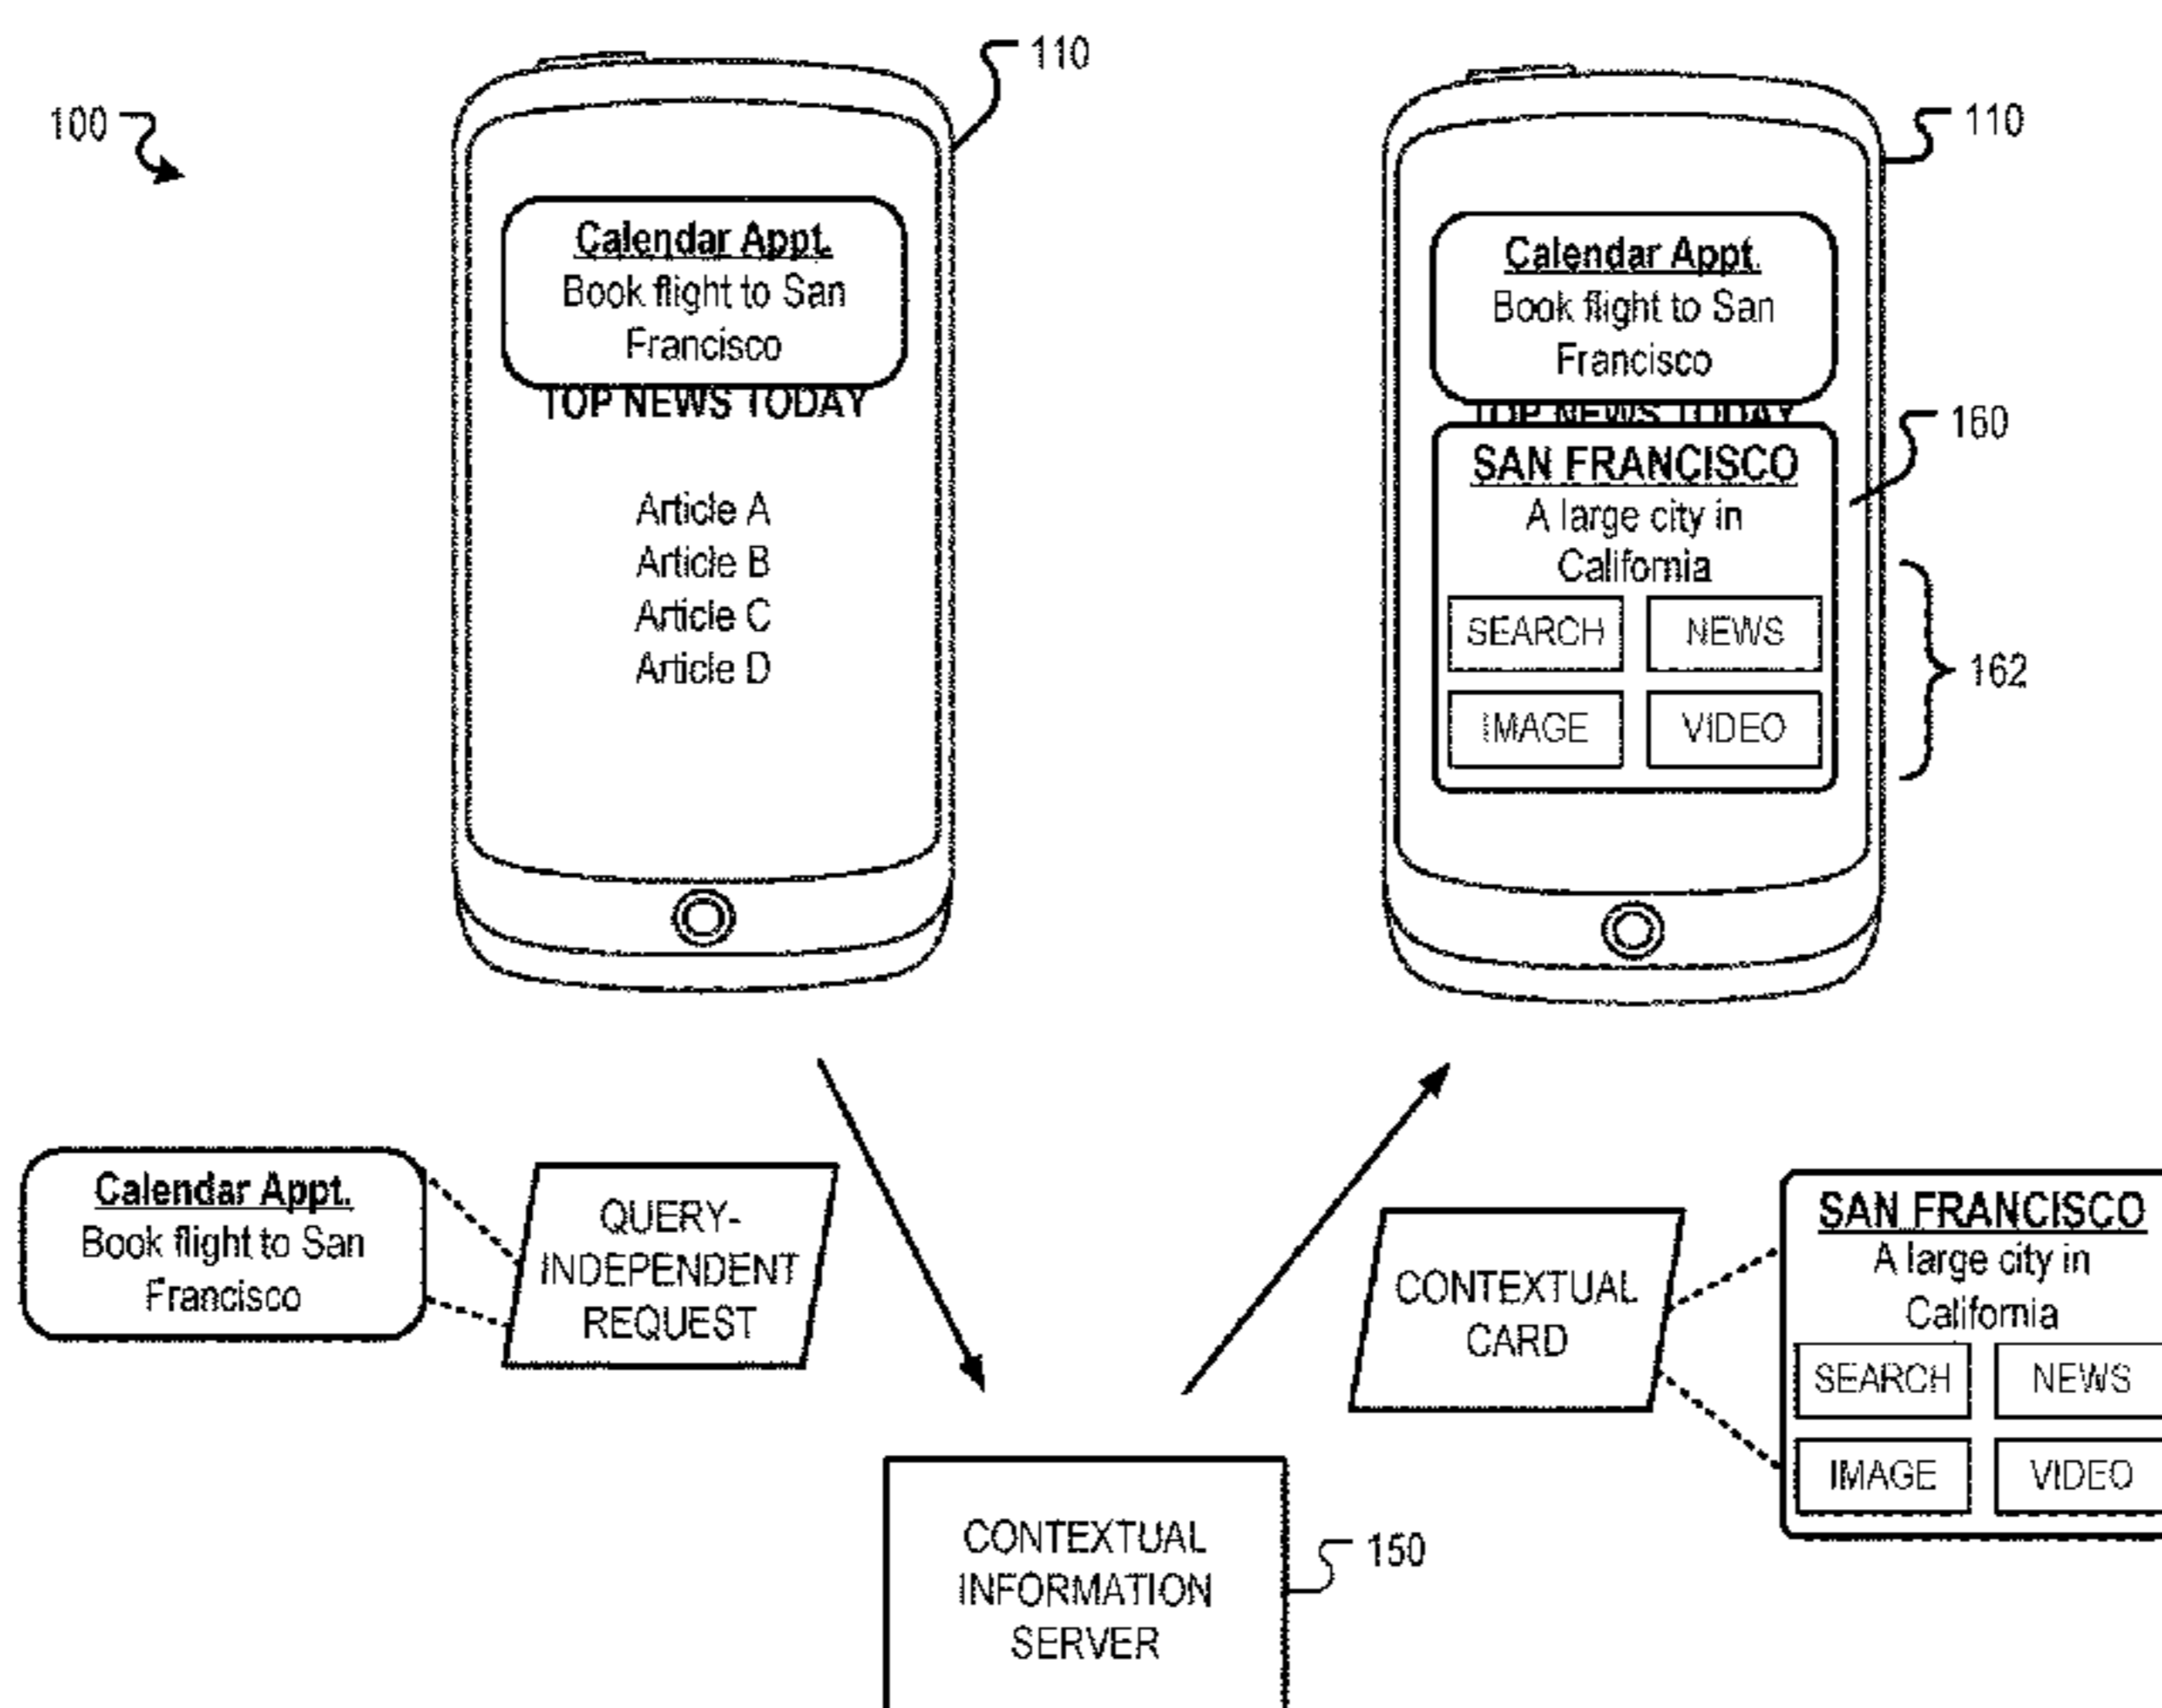 100
110
Calendar Appt.
Book flight to San
Francisco
TOP NEWS TODAY
Article A
Article B
Article C
Article D
110
Calendar Appt.
Book flight to San
Francisco
TOP NEWS TODAY
160
SAN FRANCISCO
A large city in
California
SEARCH NEWS
IMAGE VIDEO
162
Calendar Appt.
Book flight to San
Francisco
QUERY-
INDEPENDENT
REQUEST
CONTEXTUAL
CARD
SAN FRANCISCO
A large city in
California
SEARCH NEWS
IMAGE VIDEO
CONTEXTUAL
INFORMATION
SERVER
150